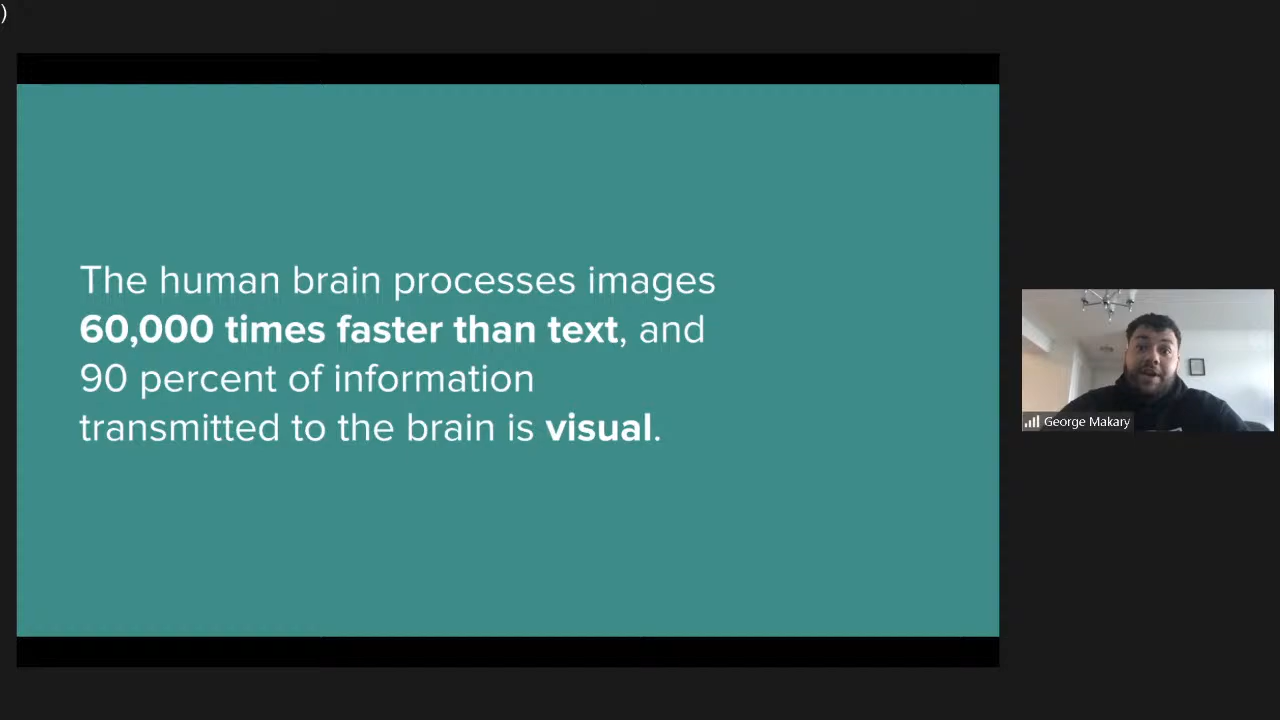 )
The human brain processes images
60,000 times faster than text, and
90 percent of information
transmitted to the brain is visual.
George Makary